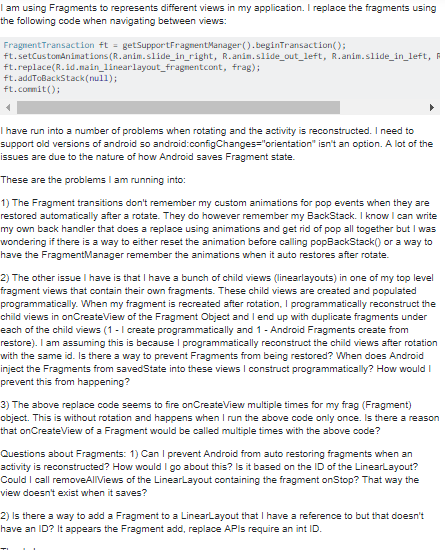 I am using Fragments to represents different views in my application. I replace the fragments using
the following code when navigating between views:
FragmentTransaction ft = getSupportFragmentManager().beginTransaction();
ft.setCustomAnimations(R.anim.slide_in_right, R.anim.slide_out_left, R.anim.slide_in_left, R
ft.replace(R.id.main_linearlayout_fragmentcont, frag);
ft.addToBackStack(null);
ft.commit();
I have run into a number of problems when rotating and the activity is reconstructed. I need to
support old versions of android so android:configChanges="orientation" isn't an option. A lot of the
issues are due to the nature of how Android saves Fragment state.
These are the problems I am running into:
1) The Fragment transitions don't remember my custom animations for pop events when they are
restored automatically after a rotate. They do however remember my BackStack. I know I can write
my own back handler that does a replace using animations and get rid of pop all together but I was
wondering if there is a way to either reset the animation before calling popBackStack() or a way to
have the FragmentManager remember the animations when it auto restores after rotate.
2) The other issue I have is that I have a bunch of child views (linearlayouts) in one of my top level
fragment views that contain their own fragments. These child views are created and populated
programmatically. When my fragment is recreated after rotation, I programmatically reconstruct the
child views in onCreateView of the Fragment Object and I end up with duplicate fragments under
each of the child views (1 - I create programmatically and 1 - Android Fragments create from
restore). I am assuming this is because I programmatically reconstruct the child views after rotation
with the same id. Is there a way to prevent Fragments from being restored? When does Android
inject the Fragments from savedState into these views I construct programmatically? How would I
prevent this from happening?
3) The above replace code seems to fire onCreateView multiple times for my frag (Fragment)
object. This is without rotation and happens when I run the above code only once. Is there a reason
that onCreateView of a Fragment would be called multiple times with the above code?
Questions about Fragments: 1) Can I prevent Android from auto restoring fragments when an
activity is reconstructed? How would I go about this? Is it based on the ID of the LinearLayout?
Could I call removeAllViews of the LinearLayout containing the fragment onStop? That way the
view doesn't exist when it saves?
2) Is there a way to add a Fragment to a LinearLayout that I have a reference to but that doesn't
have an ID? It appears the Fragment add, replace APIs require an int ID.